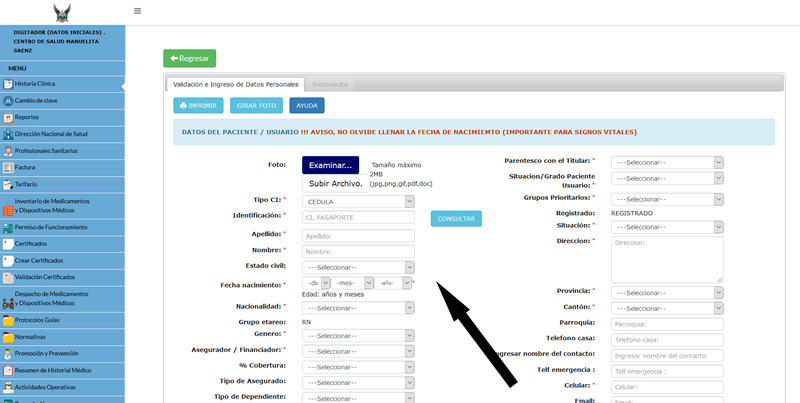 DIGITADOR (DATOS INICIALES) .
CENTRO DE SALUD MANUELITA
SAENZ
MENU
Historia Clínica
Cambio de clave
Reportes
Dirección Nacional de Salud
Profesionales Sanitarios
Factura
Tarifario
Inventario de Medicamentos
y Dispositivos Médicos
Permiso de Funcionamiento
Certificados
Crear Certificados
Validación Certificados
Despacho de Medicamentos
y Dispositivos Médicos
Protocolos Guías
Normativas
Promoción y Prevención
Resumen de Historial Médico
Actividades Operativas
Regresar
Validación e Ingreso de Datos Personales
Preconsulta
IMPRIMIR
GIRAR FOTO
AYUDA
DATOS DEL PACIENTE / USUARIO !!! AVISO, NO OLVIDE LLENAR LA FECHA DE NACIMIEMTO (IMPORTANTE PARA SIGNOS VITALES)
Foto:
Examinar...
Tamaño máximo
2MB
Subir Archivo.
(jpg,png,gif,pdf,doc)
Tipo CI: * CEDULA
Identificación: * CI, PASAPORTE
CONSULTAR
Apellido: * Apellido:
Nombre: * Nombre:
Estado civil: ---Seleccionar--
Fecha nacimiento: * -dí -mes- -año- *
Edad: años y meses
Nacionalidad: * ---Seleccionar--
Grupo etareo: RN
Genero: * ---Seleccionar--
Asegurador / Financiador: * ---Seleccionar--
% Cobertura: ---Seleccionar--
Tipo de Asegurado: ---Seleccionar--
Tipo de Dependiente: ---Seleccionar--
Parentesco con el Titular: * ---Seleccionar--
Situacion/Grado Paciente
Usuario: * ---Seleccionar--
Grupos Prioritarios: * ---Seleccionar--
Registrado: REGISTRADO
Situación: * ---Seleccionar--
Direccion: * Direccion:
Provincia: * ---Seleccionar--
Cantón: * ---Seleccionar--
Parroquia: Parroquia:
Telefono casa: Telefono casa:
ngresar nombre del contacto: Ingresar nombre del contacto:
Telf emergencia : Telf emergencia :
Celular: * Celular:
Email: Email: